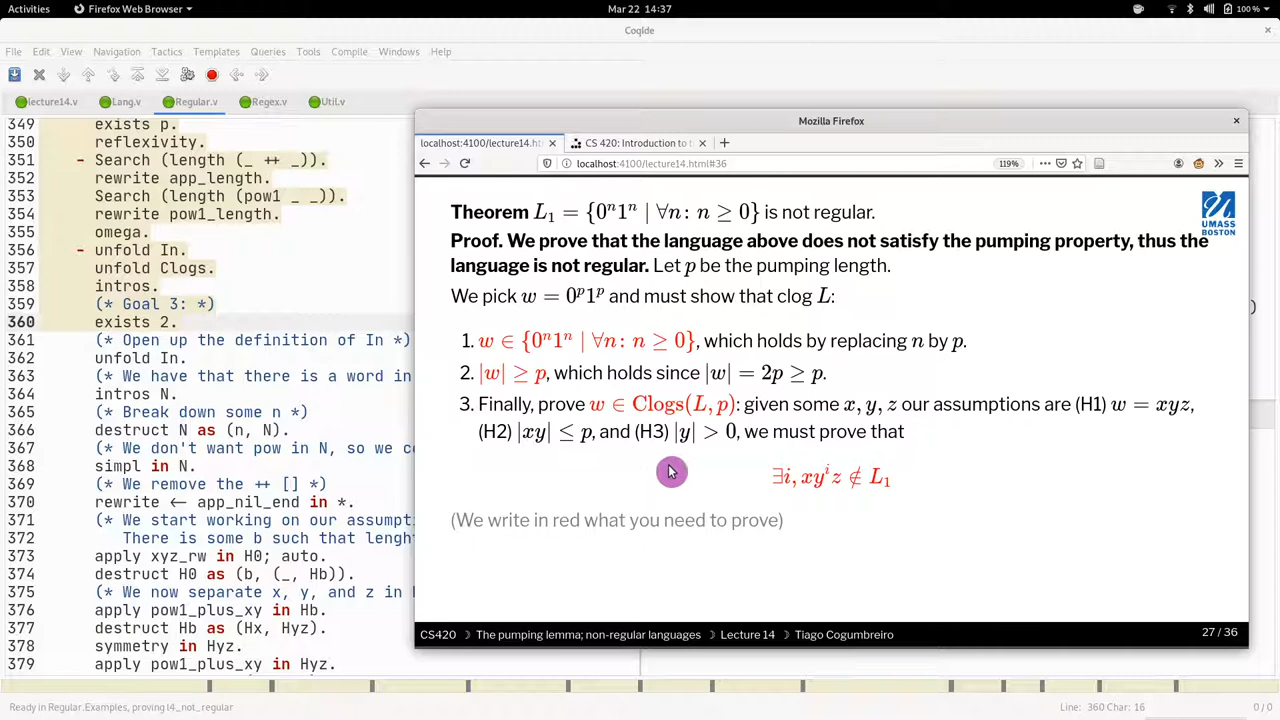 Activities
Firefox Web Browser
Mar 22 14:37
100 %
CoqIde
File Edit View Navigation Tactics Templates Queries Tools Compile Windows Help
lecture14.v Lang.v Regular.v Regex.v Util.v
349 exists p.
350 reflexivity.
351 - Search (length (_ ++ _)).
352 rewrite app_length.
353 Search (length (pow1 _ _)).
354 rewrite pow1_length.
355 omega.
356 - unfold In.
357 unfold Clogs.
358 intros.
359 (* Goal 3: *)
360 exists 2.
361 (* Open up the definition of In *)
362 unfold In.
363 (* We have that there is a word in
364 intros N.
365 (* Break down some n *)
366 destruct N as (n, N).
367 (* We don't want pow in N, so we c
368 simpl in N.
369 (* We remove the ++ [] *)
370 rewrite ← app_nil_end in *.
371 (* We start working on our assumpt
372 There is some b such that lenght
373 apply xyz_rw in H0; auto.
374 destruct H0 as (b, (_, Hb)).
375 (* We now separate x, y, and z in H
376 apply pow1_plus_xy in Hb.
377 destruct Hb as (Hx, Hyz).
378 symmetry in Hyz.
379 apply pow1_plus_xy in Hyz.
Mozilla Firefox
localhost:4100/lecture14.ht
CS 420: Introduction to t
localhost:4100/lecture14.html#36
119%
Theorem L₁ = {0ⁿ1ⁿ | ∀n: n ≥ 0} is not regular.
UMASS
BOSTON
Proof. We prove that the language above does not satisfy the pumping property, thus the
language is not regular. Let p be the pumping length.
We pick w = 0ᵖ1ᵖ and must show that clog L:
1. w ∈ {0ⁿ1ⁿ | ∀n: n ≥ 0}, which holds by replacing n by p.
2. |w| ≥ p, which holds since |w| = 2p ≥ p.
3. Finally, prove w ∈ Clogs(L, p): given some x, y, z our assumptions are (H1) w = xyz,
(H2) |xy| ≤ p, and (H3) |y| > 0, we must prove that
∃i, xyⁱz ∉ L₁
(We write in red what you need to prove)
CS420 ☽ The pumping lemma; non-regular languages ☽ Lecture 14 ☽ Tiago Cogumbreiro
27 / 36
Ready in Regular.Examples, proving l4_not_regular
Line: 360 Char: 16
0 / 0